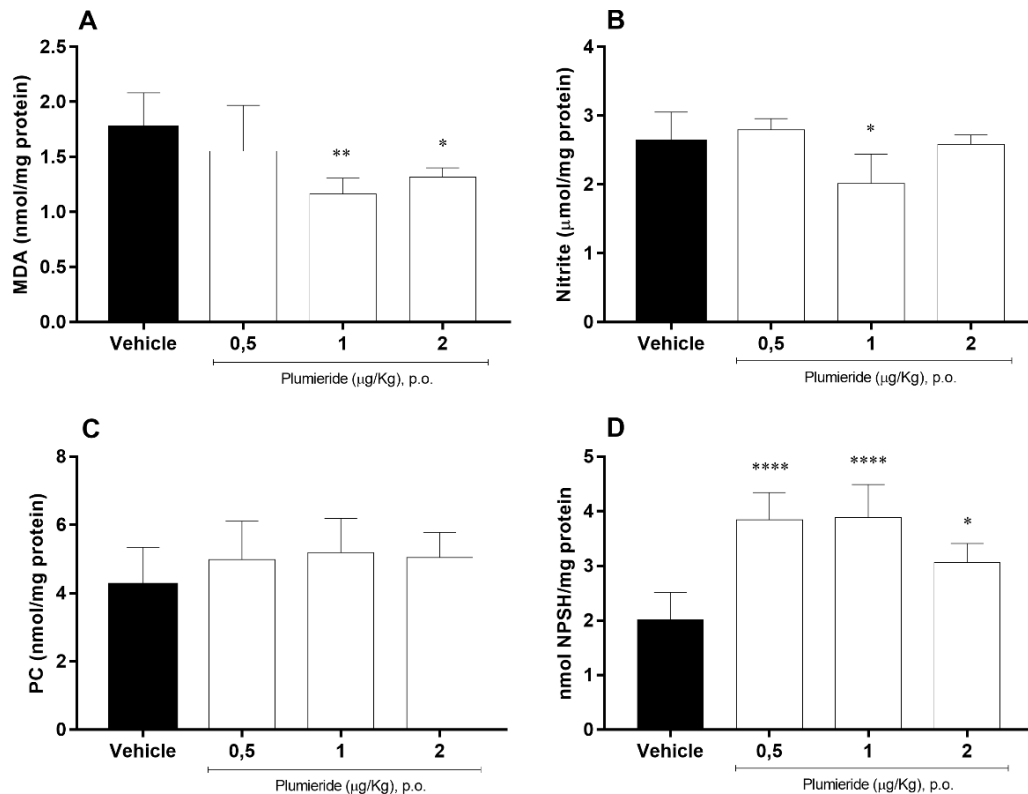 A
MDA (nmol/mg protein)
2.5
2.0
1.5
1.0
0.5
0.0
**
*
Vehicle 0,5 1 2
Plumieride (μg/Kg), p.o.
B
Nitrite (μmol/mg protein)
4
3
2
1
0
*
Vehicle 0,5 1 2
Plumieride (μg/Kg), p.o.
C
PC (nmol/mg protein)
8
6
4
2
0
Vehicle 0,5 1 2
Plumieride (μg/Kg), p.o.
D
nmol NPSH/mg protein
5
4
3
2
1
0
**** ****
*
Vehicle 0,5 1 2
Plumieride (μg/Kg), p.o.